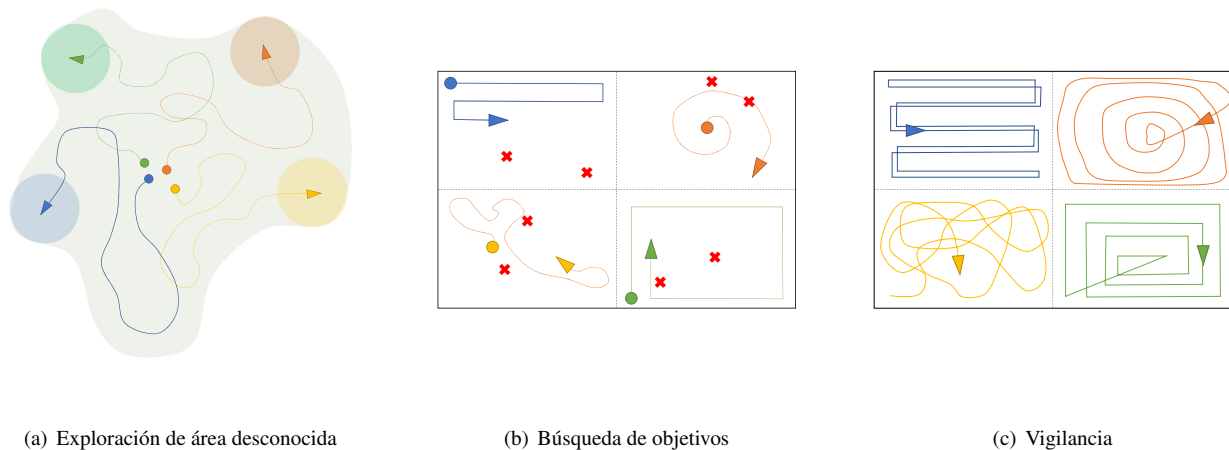 (a) Exploración de área desconocida
(b) Búsqueda de objetivos
(c) Vigilancia